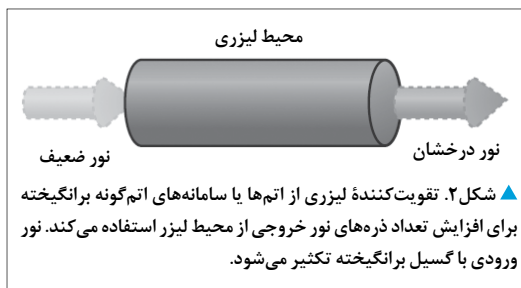 محیط لیزری
نور درخشان
نور ضعیف
▲ شکل۲. تقویت‌کنندهٔ لیزری از اتم‌ها یا سامانه‌های اتم‌گونه برانگیخته
برای افزایش تعداد ذره‌های نور خروجی از محیط لیزر استفاده می‌کند. نور
ورودی با گسیل برانگیخته تکثیر می‌شود.